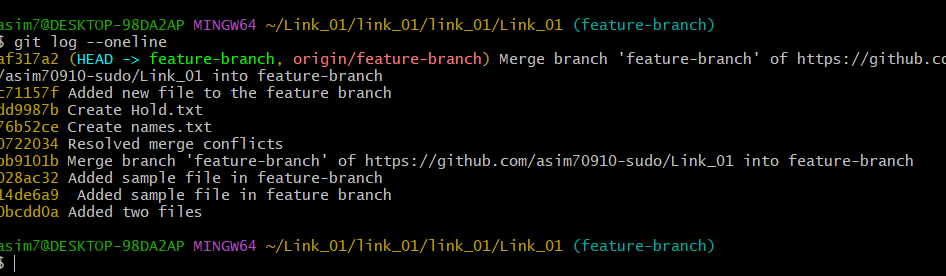 asim7@DESKTOP-98DA2AP MINGW64 ~/Link_01/link_01/link_01/Link_01 (feature-branch)
$ git log --oneline
af317a2 (HEAD -> feature-branch, origin/feature-branch) Merge branch 'feature-branch' of https://github.co
/asim70910-sudo/Link_01 into feature-branch
c71157f Added new file to the feature branch
dd9987b Create Hold.txt
76b52ce Create names.txt
0722034 Resolved merge conflicts
bb9101b Merge branch 'feature-branch' of https://github.com/asim70910-sudo/Link_01 into feature-branch
028ac32 Added sample file in feature-branch
14de6a9  Added sample file in feature branch
0bcdd0a Added two files
asim7@DESKTOP-98DA2AP MINGW64 ~/Link_01/link_01/link_01/Link_01 (feature-branch)
$